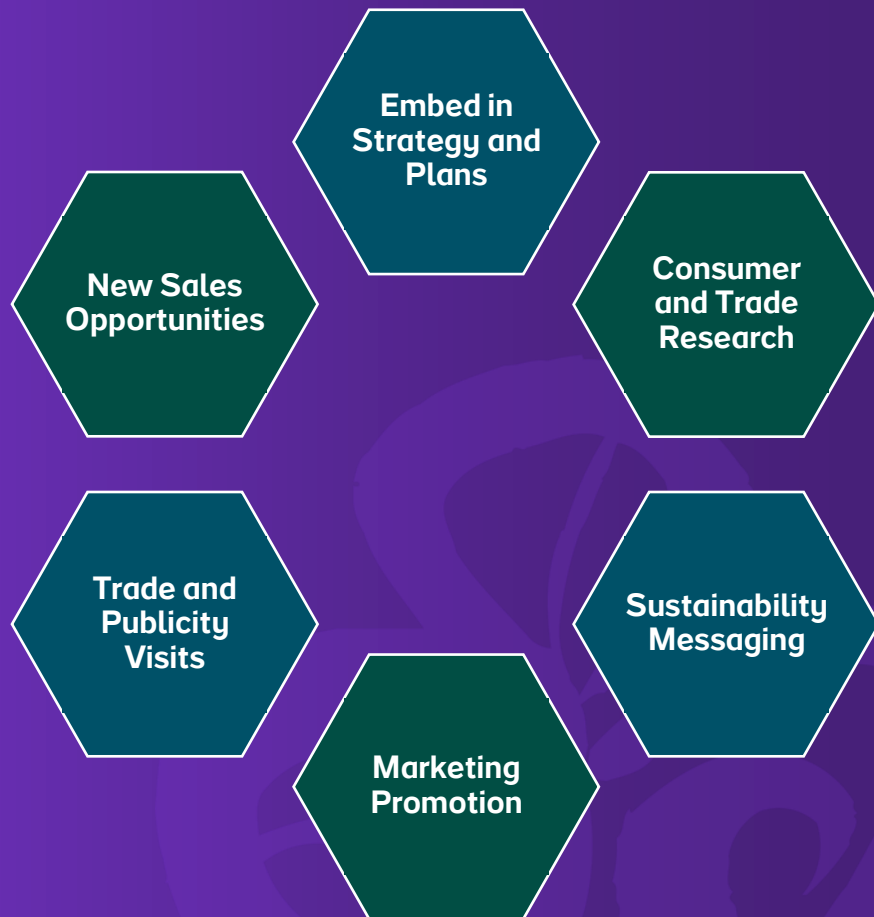 Embed in
Strategy and
Plans
New Sales
Opportunities
Consumer
and Trade
Research
Trade and
Publicity
Visits
Sustainability
Messaging
Marketing
Promotion